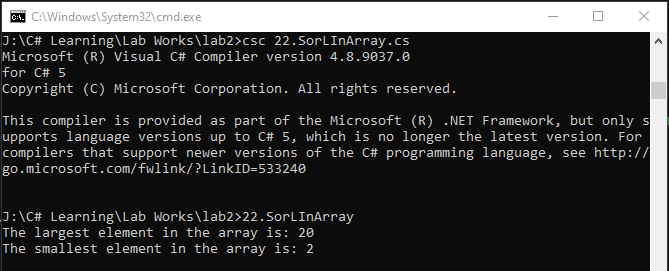 C:\Windows\System32\cmd.exe
J:\C# Learning\Lab Works\lab2>csc 22.SorLInArray.cs
Microsoft (R) Visual C# Compiler version 4.8.9037.0
for C# 5
Copyright (C) Microsoft Corporation. All rights reserved.
This compiler is provided as part of the Microsoft (R) .NET Framework, but only s
upports language versions up to C# 5, which is no longer the latest version. For
compilers that support newer versions of the C# programming language, see http://
go.microsoft.com/fwlink/?LinkID=533240
J:\C# Learning\Lab Works\lab2>22.SorLInArray
The largest element in the array is: 20
The smallest element in the array is: 2